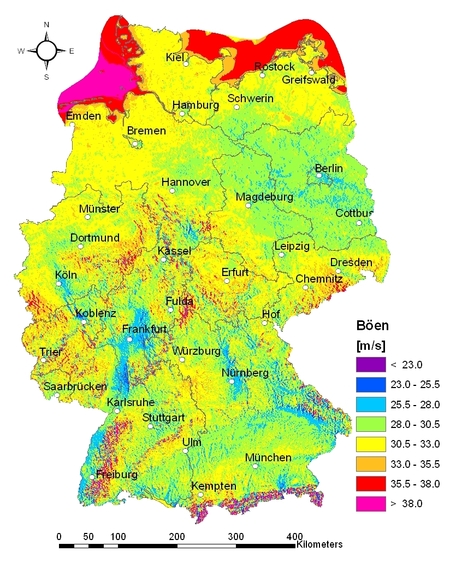 N
W E
S
Kiel
Rostock
Greifswald
Emden
Hamburg
Schwerin
Bremen
Berlin
Hannover
Magdeburg
Münster
Cottbus
Dortmund
Leipzig
Kassel
Dresden
Köln
Erfurt
Chemnitz
Koblenz
Fulda
Hof
Frankfurt
Trier
Würzburg
Nürnberg
Saarbrücken
Karlsruhe
Stuttgart
Ulm
München
Freiburg
Kempten
Böen
[m/s]
< 23.0
23.0 - 25.5
25.5 - 28.0
28.0 - 30.5
30.5 - 33.0
33.0 - 35.5
35.5 - 38.0
> 38.0
0 50 100 200 300 400
Kilometers